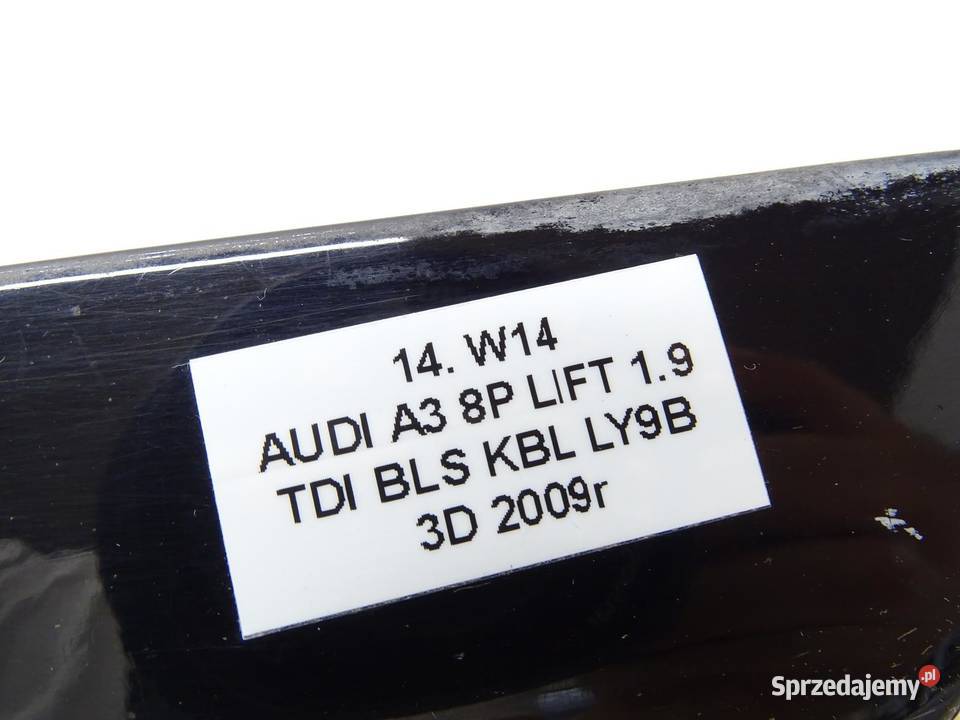 14. W14
AUDI A3 8P LIFT 1.9
TDI BLS KBL LY9B
3D 2009r
Sprzedajemy.pl